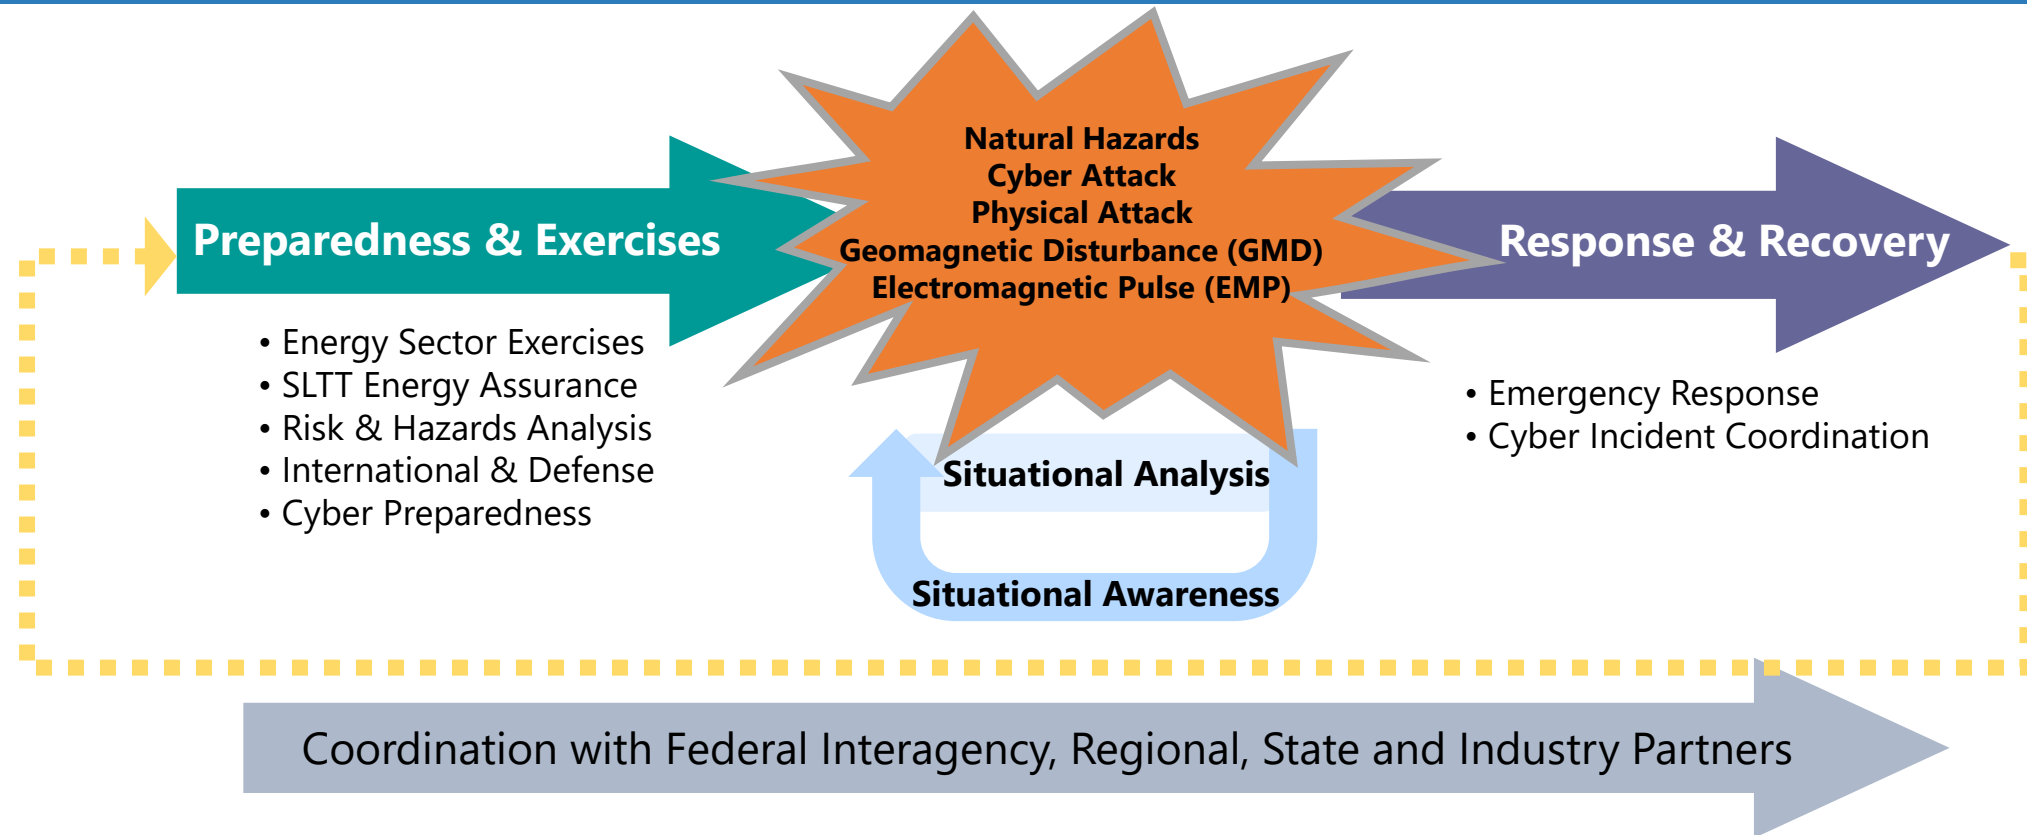 Preparedness & Exercises
• Energy Sector Exercises
• SLTT Energy Assurance
• Risk & Hazards Analysis
• International & Defense
• Cyber Preparedness
Natural Hazards
Cyber Attack
Physical Attack
Geomagnetic Disturbance (GMD)
Electromagnetic Pulse (EMP)
Situational Analysis
Situational Awareness
Response & Recovery
• Emergency Response
• Cyber Incident Coordination
Coordination with Federal Interagency, Regional, State and Industry Partners